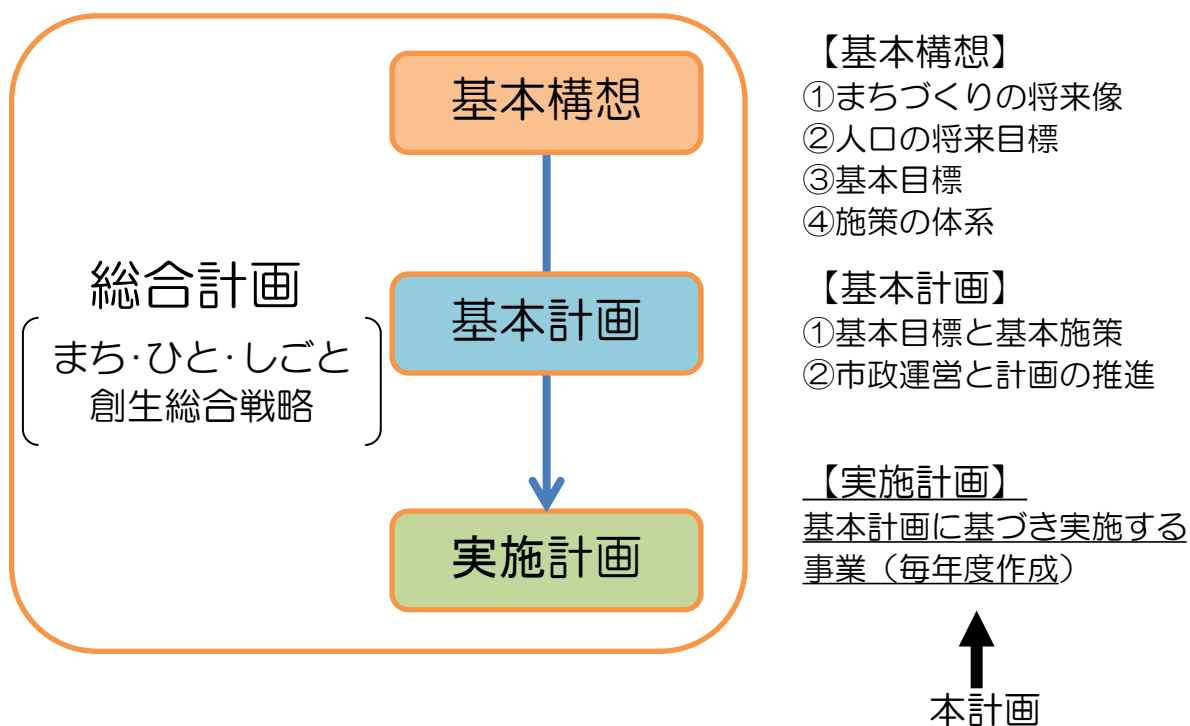 総合計画
まち・ひと・しごと
創生総合戦略
基本構想
基本計画
実施計画
【基本構想】
①まちづくりの将来像
②人口の将来目標
③基本目標
④施策の体系
【基本計画】
①基本目標と基本施策
②市政運営と計画の推進
【実施計画】
基本計画に基づき実施する
事業（毎年度作成）
本計画